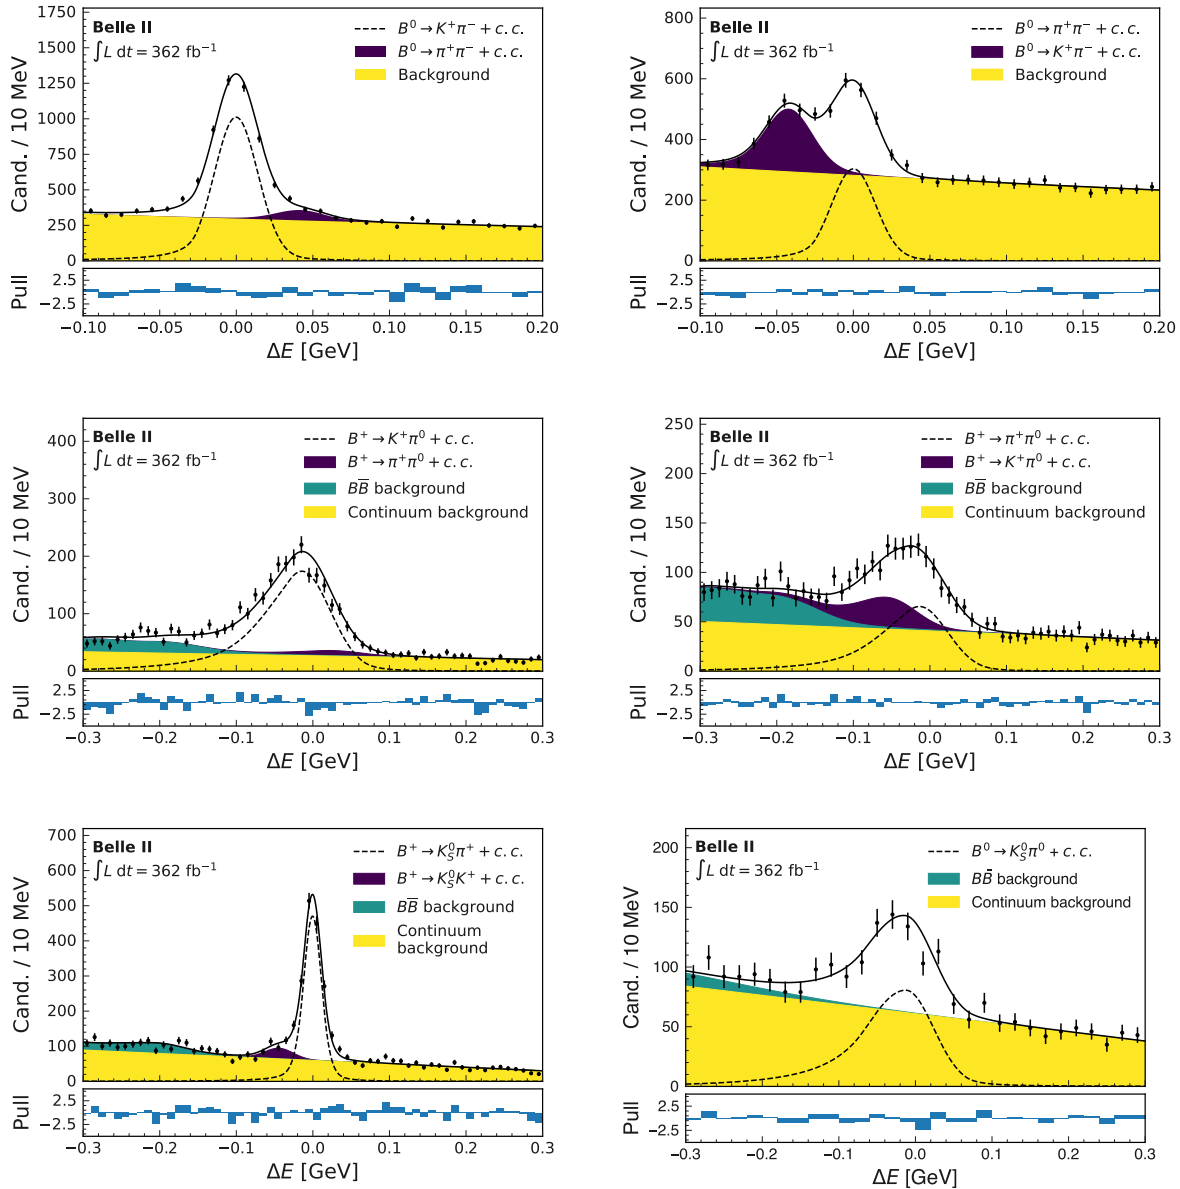 Belle II
∫L dt = 362 fb⁻¹
B⁰ → K⁺π⁻ + c. c.
B⁰ → π⁺π⁻ + c. c.
Background
Cand. / 10 MeV
1750
1500
1250
1000
750
500
250
0
Pull
2.5
−2.5
−0.10 −0.05 0.00 0.05 0.10 0.15 0.20
ΔE [GeV]
Belle II
∫L dt = 362 fb⁻¹
B⁰ → π⁺π⁻ + c. c.
B⁰ → K⁺π⁻ + c. c.
Background
Cand. / 10 MeV
800
600
400
200
0
Pull
2.5
−2.5
−0.10 −0.05 0.00 0.05 0.10 0.15 0.20
ΔE [GeV]
Belle II
∫L dt = 362 fb⁻¹
B⁺ → K⁺π⁰ + c. c.
B⁺ → π⁺π⁰ + c. c.
BB̅ background
Continuum background
Cand. / 10 MeV
400
300
200
100
0
Pull
2.5
−2.5
−0.3 −0.2 −0.1 0.0 0.1 0.2 0.3
ΔE [GeV]
Belle II
∫L dt = 362 fb⁻¹
B⁺ → π⁺π⁰ + c. c.
B⁺ → K⁺π⁰ + c. c.
BB̅ background
Continuum background
Cand. / 10 MeV
250
200
150
100
50
0
Pull
2.5
−2.5
−0.3 −0.2 −0.1 0.0 0.1 0.2 0.3
ΔE [GeV]
Belle II
∫L dt = 362 fb⁻¹
B⁺ → K_S⁰π⁺ + c. c.
B⁺ → K_S⁰K⁺ + c. c.
BB̅ background
Continuum
background
Cand. / 10 MeV
700
600
500
400
300
200
100
0
Pull
2.5
−2.5
−0.3 −0.2 −0.1 0.0 0.1 0.2 0.3
ΔE [GeV]
Belle II
∫L dt = 362 fb⁻¹
B⁰ → K_S⁰π⁰ + c. c.
BB̅ background
Continuum background
Cand. / 10 MeV
200
150
100
50
0
Pull
2.5
−2.5
−0.3 −0.2 −0.1 0.0 0.1 0.2 0.3
ΔE [GeV]